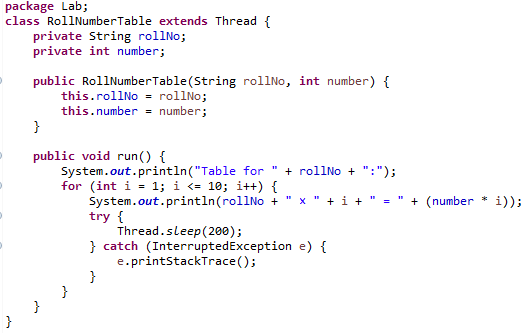 package Lab;
class RollNumberTable extends Thread {
    private String rollNo;
    private int number;

    public RollNumberTable(String rollNo, int number) {
        this.rollNo = rollNo;
        this.number = number;
    }

    public void run() {
        System.out.println("Table for " + rollNo + ":");
        for (int i = 1; i <= 10; i++) {
            System.out.println(rollNo + " x " + i + " = " + (number * i));
            try {
                Thread.sleep(200);
            } catch (InterruptedException e) {
                e.printStackTrace();
            }
        }
    }
}